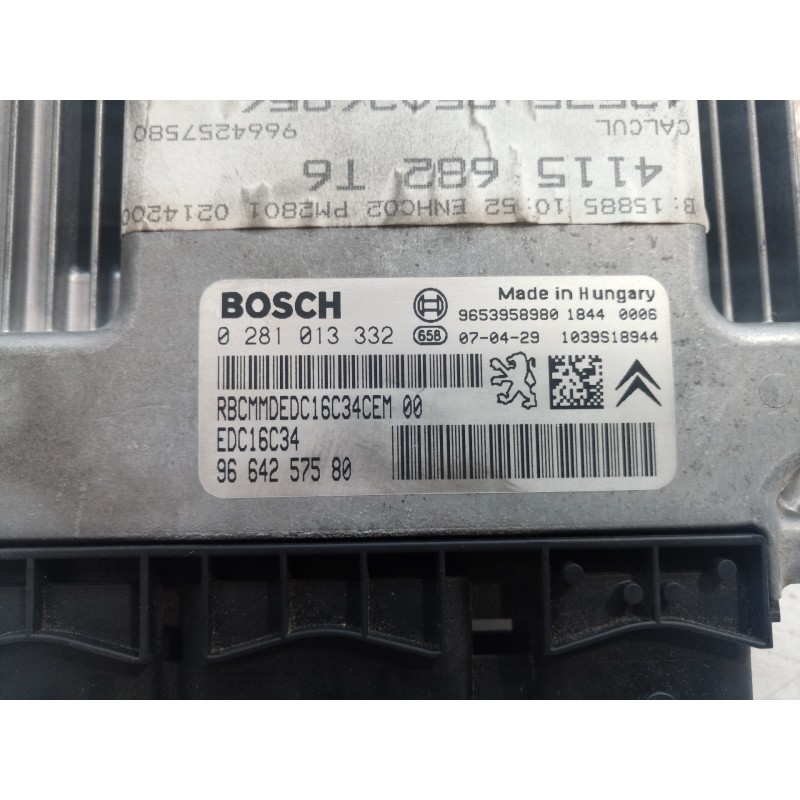 CALCUL 9664257580
4115 682 T6
B:15885 10:52 ENHC02 PM2801 0214200
BOSCH
Made in Hungary
9653958980 1844 0006
0 281 013 332 658 07-04-29 1039S18944
RBCMMDEDC16C34CEM 00
EDC16C34
96 642 575 80